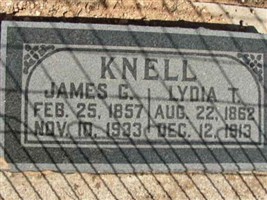 KNELL
JAMES C. LYDIA T.
FEB. 25, 1857 AUG. 22, 1862
NOV. 10, 1933 DEC. 12, 1913